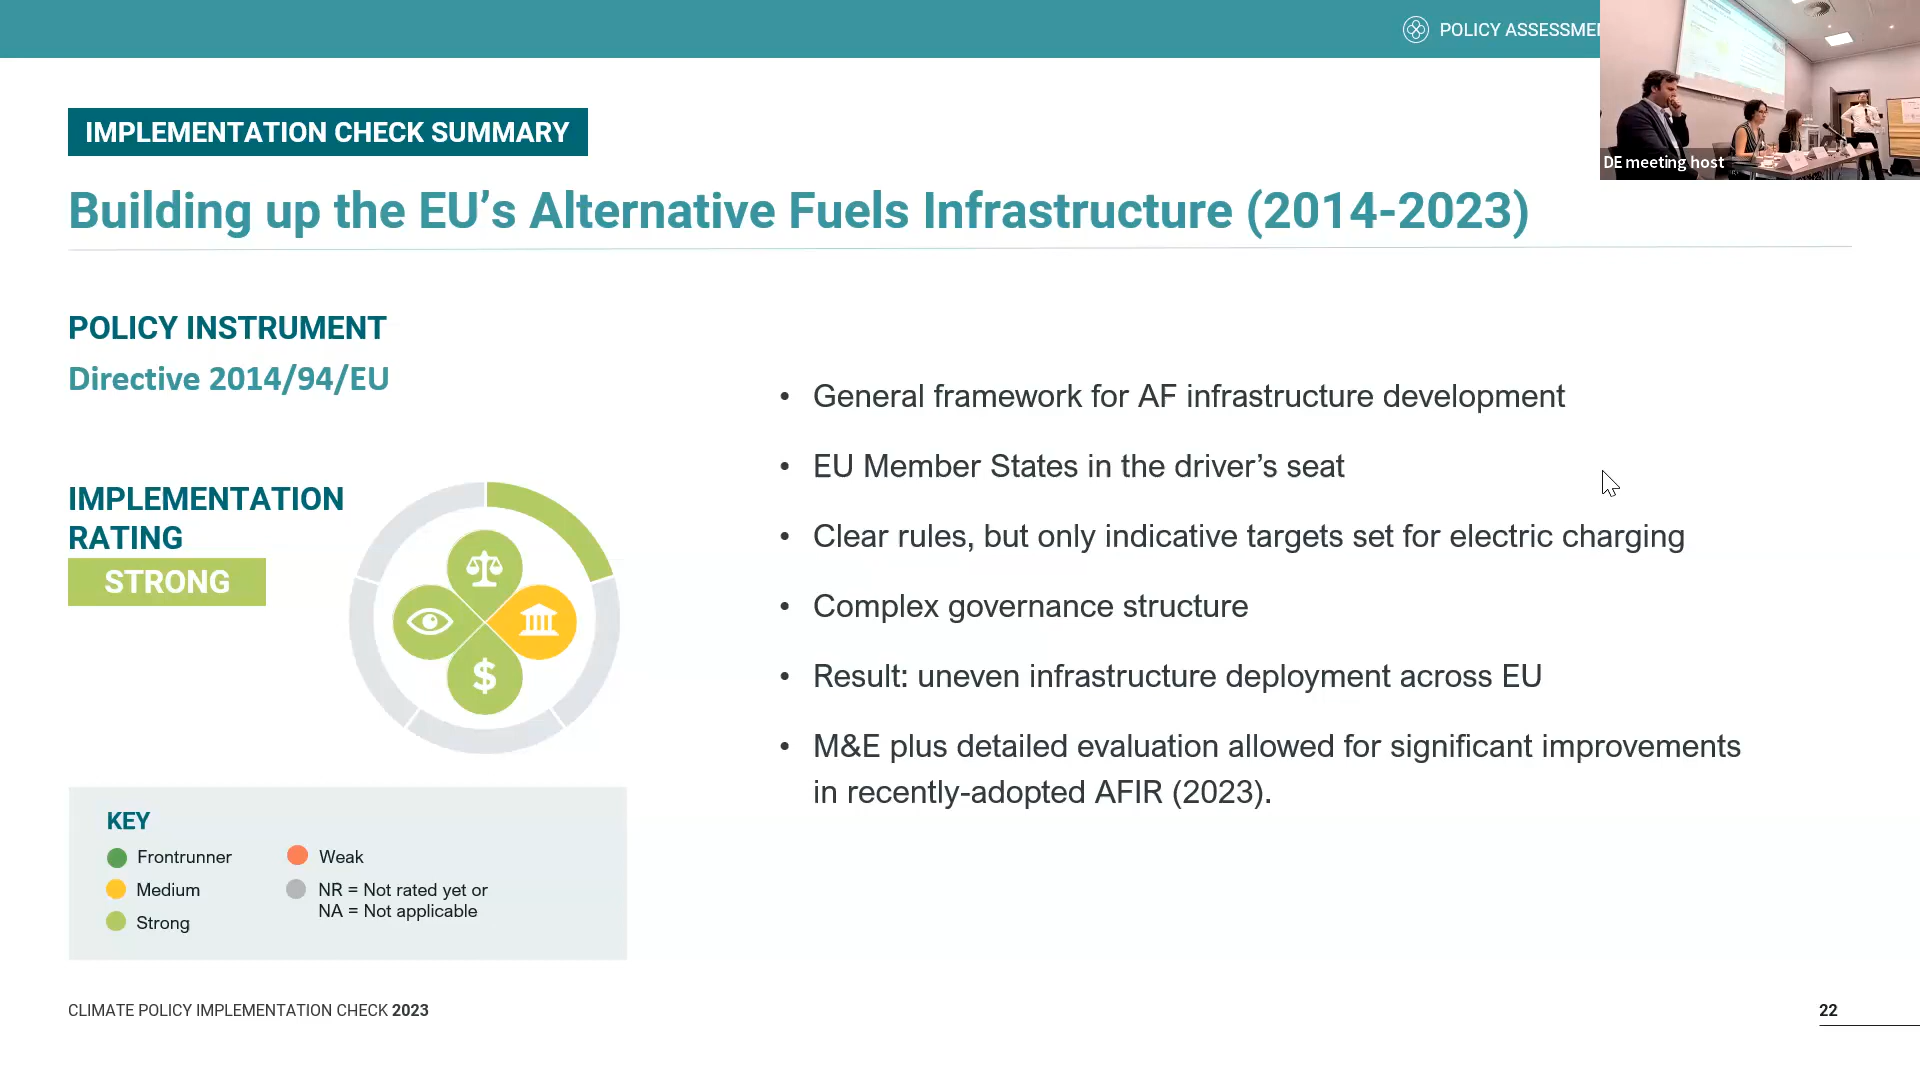 POLICY ASSESSMEN
DE meeting host
IMPLEMENTATION CHECK SUMMARY
Building up the EU’s Alternative Fuels Infrastructure (2014-2023)
POLICY INSTRUMENT
Directive 2014/94/EU
IMPLEMENTATION
RATING
STRONG
$
• General framework for AF infrastructure development
• EU Member States in the driver’s seat
• Clear rules, but only indicative targets set for electric charging
• Complex governance structure
• Result: uneven infrastructure deployment across EU
• M&E plus detailed evaluation allowed for significant improvements
in recently-adopted AFIR (2023).
KEY
Frontrunner
Medium
Strong
Weak
NR = Not rated yet or
NA = Not applicable
CLIMATE POLICY IMPLEMENTATION CHECK 2023
22